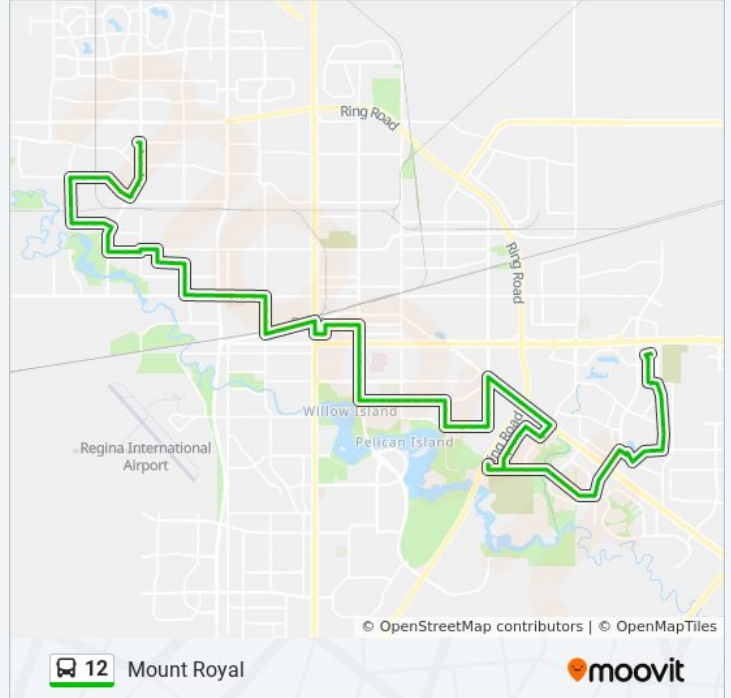 Ring Road
Ring Road
Willow Island
Pelican Island
Ring Road
Regina International
Airport
© OpenStreetMap contributors | © OpenMapTiles
12 Mount Royal
moovit